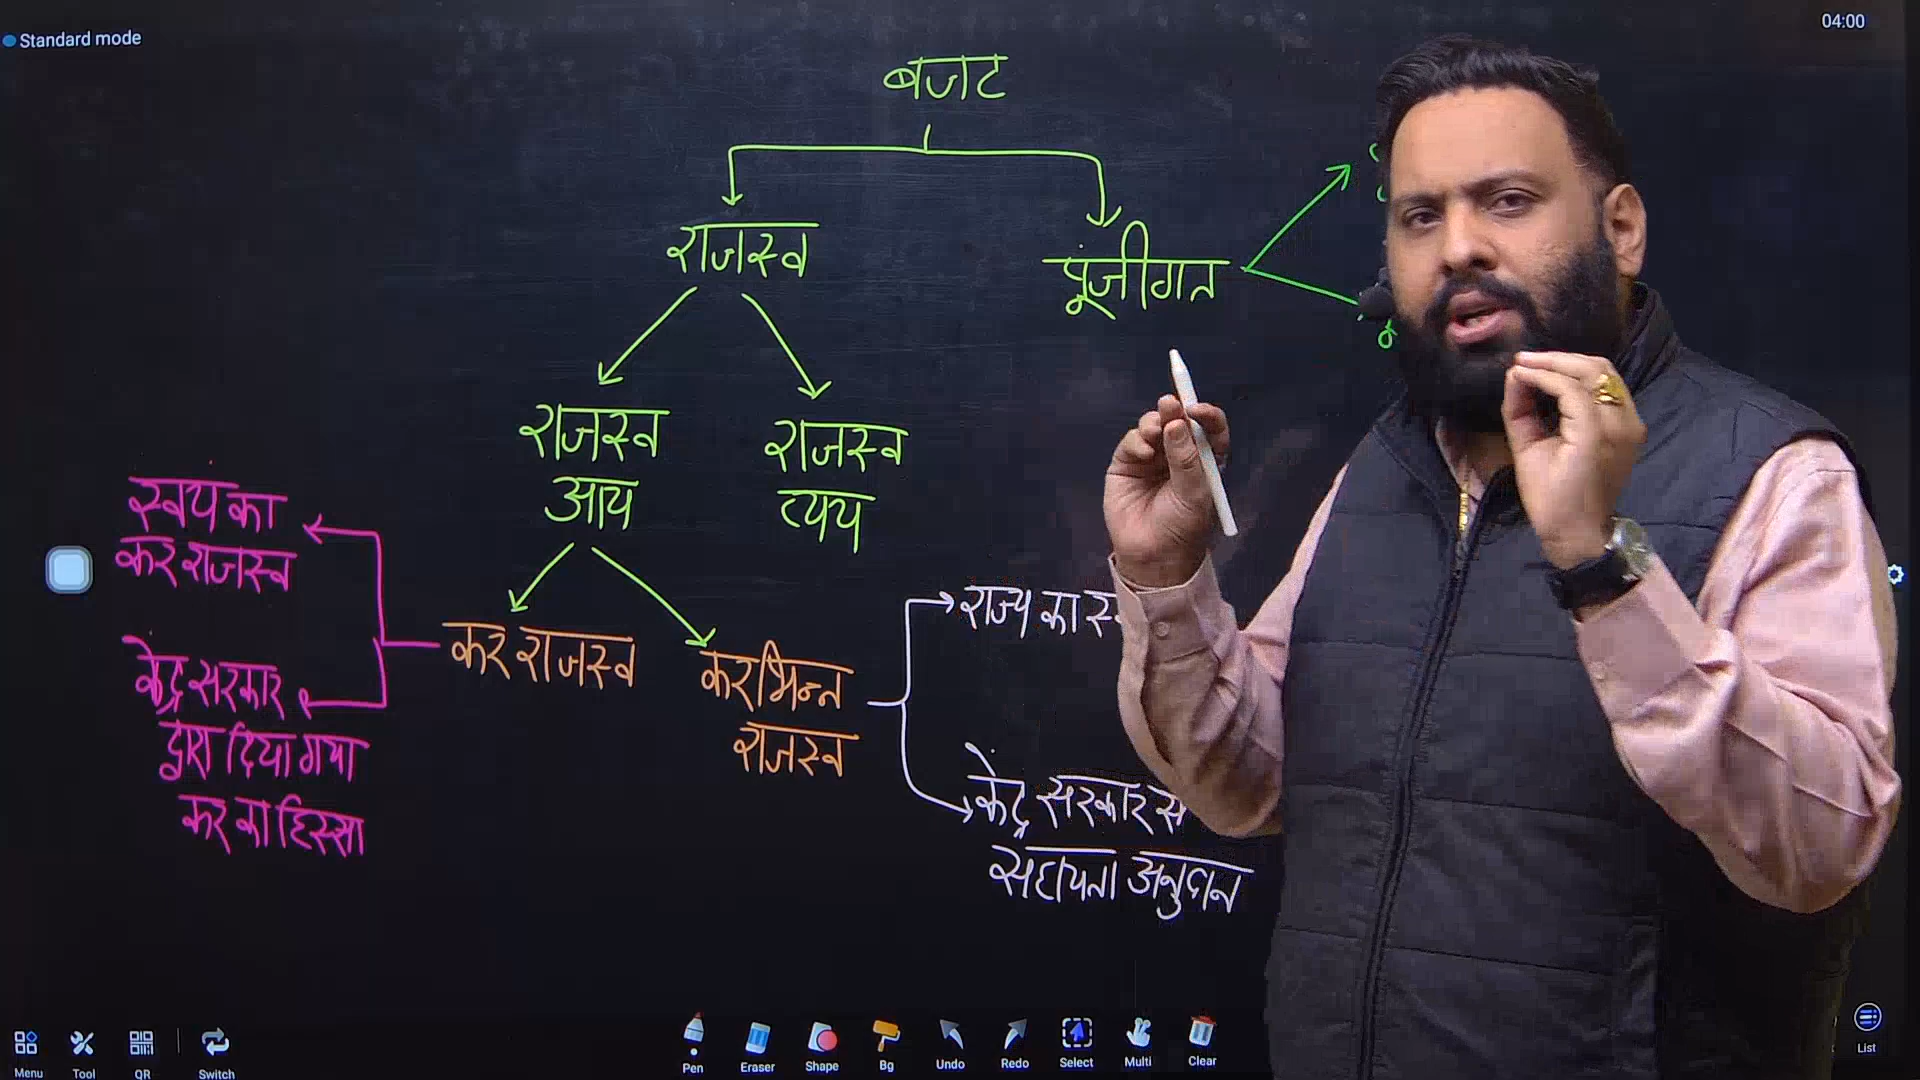 Standard mode
04:00
बजट
राजस्व
पूंजीगत
राजस्व
आय
राजस्व
व्यय
स्वयं का
कर राजस्व
केंद्र सरकार
द्वारा दिया गया
कर का हिस्सा
कर राजस्व
करभिन्न
राजस्व
राज्य का
केंद्र सरकार से
सहायता अनुदान
Menu Tool QR Switch
Pen Eraser Shape Bg Undo Redo Select Multi Clear
List